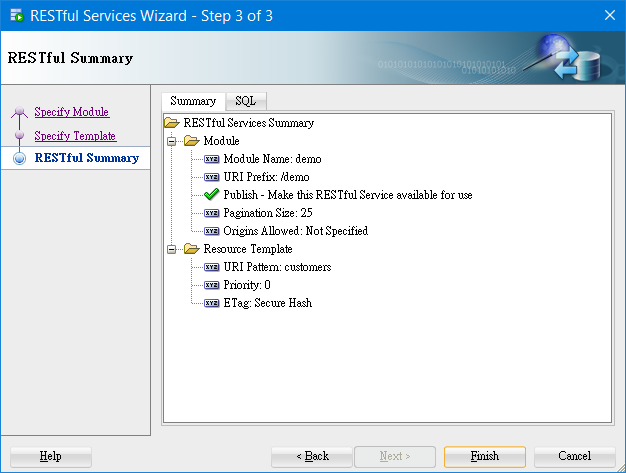 RESTful Services Wizard - Step 3 of 3
RESTful Summary
010101010101010101010101
0101010101010
Specify Module
Specify Template
RESTful Summary
Summary
SQL
RESTful Services Summary
Module
XYZ Module Name: demo
XYZ URI Prefix: /demo
Publish - Make this RESTful Service available for use
XYZ Pagination Size: 25
XYZ Origins Allowed: Not Specified
Resource Template
XYZ URI Pattern: customers
XYZ Priority: 0
XYZ ETag: Secure Hash
Help
< Back
Next >
Finish
Cancel